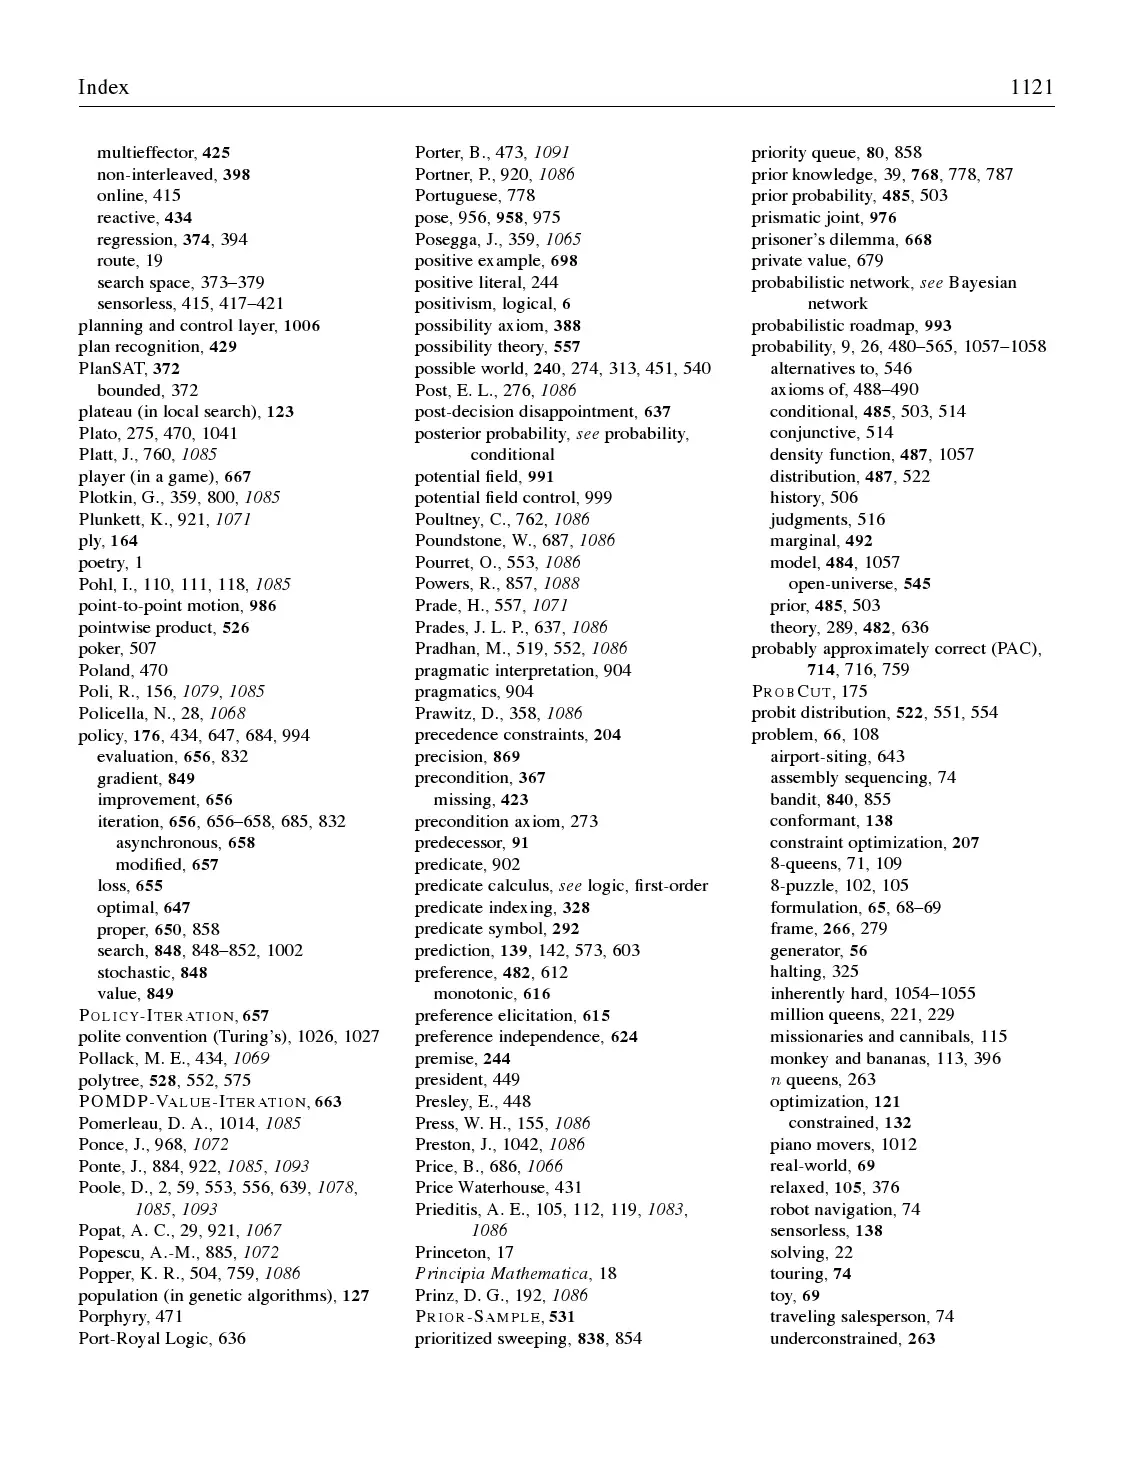 Index 1121
multieffector, 425
non-interleaved, 398
online, 415
reactive, 434
regression, 374, 394
route, 19
search space, 373–379
sensorless, 415, 417–421
planning and control layer, 1006
plan recognition, 429
PlanSAT, 372
bounded, 372
plateau (in local search), 123
Plato, 275, 470, 1041
Platt, J., 760, 1085
player (in a game), 667
Plotkin, G., 359, 800, 1085
Plunkett, K., 921, 1071
ply, 164
poetry, 1
Pohl, I., 110, 111, 118, 1085
point-to-point motion, 986
pointwise product, 526
poker, 507
Poland, 470
Poli, R., 156, 1079, 1085
Policella, N., 28, 1068
policy, 176, 434, 647, 684, 994
evaluation, 656, 832
gradient, 849
improvement, 656
iteration, 656, 656–658, 685, 832
asynchronous, 658
modified, 657
loss, 655
optimal, 647
proper, 650, 858
search, 848, 848–852, 1002
stochastic, 848
value, 849
POLICY-ITERATION, 657
polite convention (Turing's), 1026, 1027
Pollack, M. E., 434, 1069
polytree, 528, 552, 575
POMDP-VALUE-ITERATION, 663
Pomerleau, D. A., 1014, 1085
Ponce, J., 968, 1072
Ponte, J., 884, 922, 1085, 1093
Poole, D., 2, 59, 553, 556, 639, 1078,
1085, 1093
Popat, A. C., 29, 921, 1067
Popescu, A.-M., 885, 1072
Popper, K. R., 504, 759, 1086
population (in genetic algorithms), 127
Porphyry, 471
Port-Royal Logic, 636
Porter, B., 473, 1091
Portner, P., 920, 1086
Portuguese, 778
pose, 956, 958, 975
Posegga, J., 359, 1065
positive example, 698
positive literal, 244
positivism, logical, 6
possibility axiom, 388
possibility theory, 557
possible world, 240, 274, 313, 451, 540
Post, E. L., 276, 1086
post-decision disappointment, 637
posterior probability, see probability,
conditional
potential field, 991
potential field control, 999
Poultney, C., 762, 1086
Poundstone, W., 687, 1086
Pourret, O., 553, 1086
Powers, R., 857, 1088
Prade, H., 557, 1071
Prades, J. L. P., 637, 1086
Pradhan, M., 519, 552, 1086
pragmatic interpretation, 904
pragmatics, 904
Prawitz, D., 358, 1086
precedence constraints, 204
precision, 869
precondition, 367
missing, 423
precondition axiom, 273
predecessor, 91
predicate, 902
predicate calculus, see logic, first-order
predicate indexing, 328
predicate symbol, 292
prediction, 139, 142, 573, 603
preference, 482, 612
monotonic, 616
preference elicitation, 615
preference independence, 624
premise, 244
president, 449
Presley, E., 448
Press, W. H., 155, 1086
Preston, J., 1042, 1086
Price, B., 686, 1066
Price Waterhouse, 431
Prieditis, A. E., 105, 112, 119, 1083,
1086
Princeton, 17
Principia Mathematica, 18
Prinz, D. G., 192, 1086
PRIOR-SAMPLE, 531
prioritized sweeping, 838, 854
priority queue, 80, 858
prior knowledge, 39, 768, 778, 787
prior probability, 485, 503
prismatic joint, 976
prisoner's dilemma, 668
private value, 679
probabilistic network, see Bayesian
network
probabilistic roadmap, 993
probability, 9, 26, 480–565, 1057–1058
alternatives to, 546
axioms of, 488–490
conditional, 485, 503, 514
conjunctive, 514
density function, 487, 1057
distribution, 487, 522
history, 506
judgments, 516
marginal, 492
model, 484, 1057
open-universe, 545
prior, 485, 503
theory, 289, 482, 636
probably approximately correct (PAC),
714, 716, 759
PROBCUT, 175
probit distribution, 522, 551, 554
problem, 66, 108
airport-siting, 643
assembly sequencing, 74
bandit, 840, 855
conformant, 138
constraint optimization, 207
8-queens, 71, 109
8-puzzle, 102, 105
formulation, 65, 68–69
frame, 266, 279
generator, 56
halting, 325
inherently hard, 1054–1055
million queens, 221, 229
missionaries and cannibals, 115
monkey and bananas, 113, 396
n queens, 263
optimization, 121
constrained, 132
piano movers, 1012
real-world, 69
relaxed, 105, 376
robot navigation, 74
sensorless, 138
solving, 22
touring, 74
toy, 69
traveling salesperson, 74
underconstrained, 263